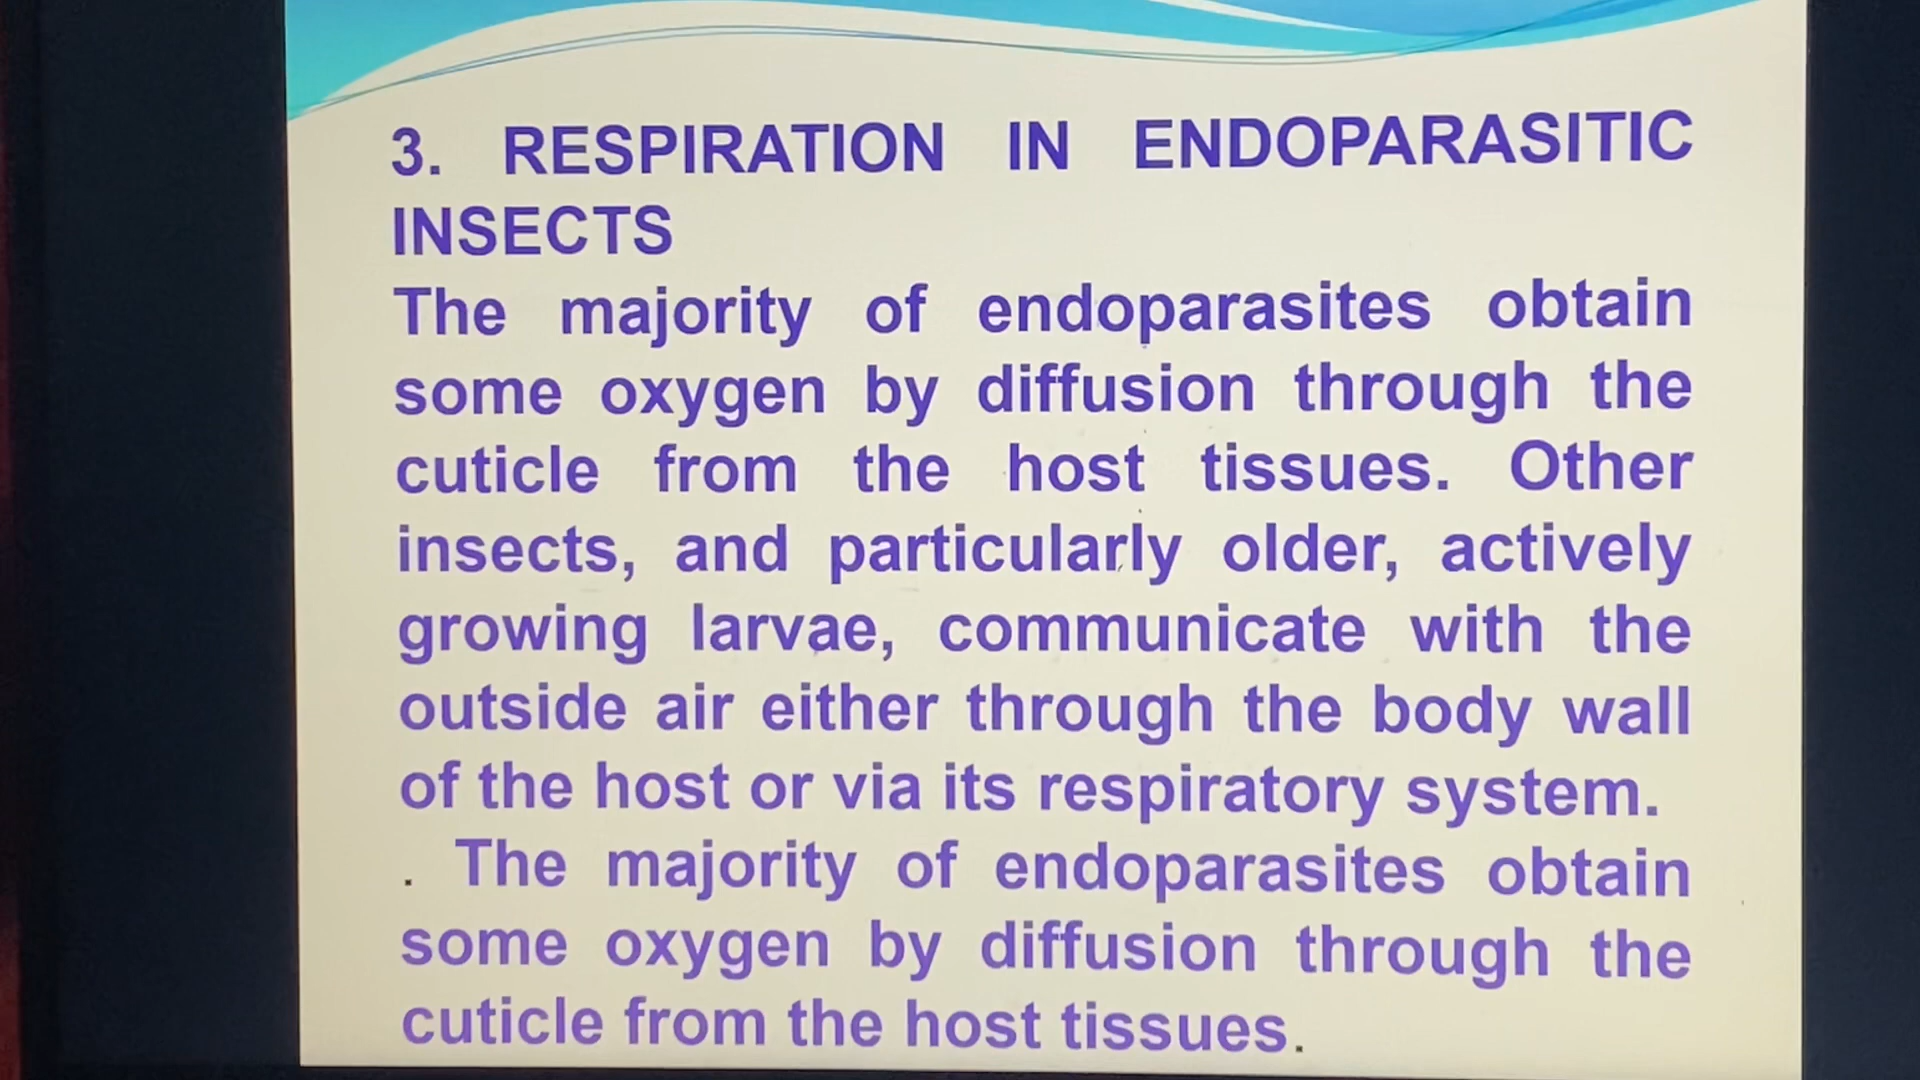 3. RESPIRATION IN ENDOPARASITIC
INSECTS
The majority of endoparasites obtain
some oxygen by diffusion through the
cuticle from the host tissues. Other
insects, and particularly older, actively
growing larvae, communicate with the
outside air either through the body wall
of the host or via its respiratory system.
. The majority of endoparasites obtain
some oxygen by diffusion through the
cuticle from the host tissues.